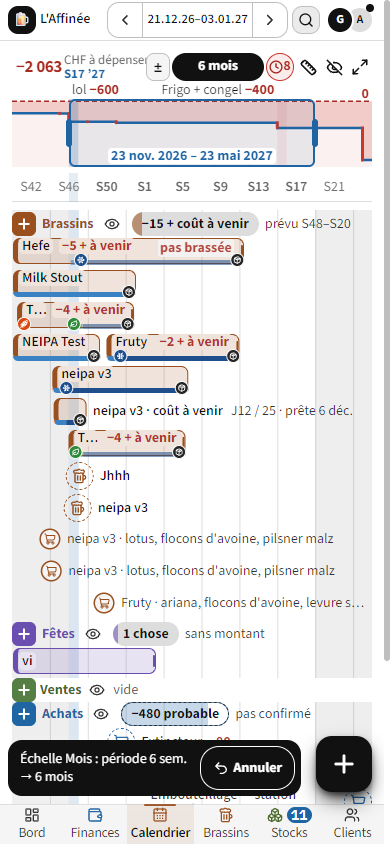 L'Affinée
21.12.26–03.01.27
G
A
−2 063
CHF à dépenser
S17 '27
±
6 mois
8
lol −600
Frigo + congel −400
0
23 nov. 2026 – 23 mai 2027
S42
S46
S50
S1
S5
S9
S13
S17
S21
Brassins
−15 + coût à venir
prévu S48–S20
Hefe
−5 + à venir
pas brassée
Milk Stout
T…
−4 + à venir
NEIPA Test
Fruty
−2 + à venir
neipa v3
neipa v3 · coût à venir
J12 / 25 · prête 6 déc.
T…
−4 + à venir
Jhhh
neipa v3
neipa v3 · lotus, flocons d'avoine, pilsner malz
neipa v3 · lotus, flocons d'avoine, pilsner malz
Fruty · ariana, flocons d'avoine, levure s…
Fêtes
1 chose
sans montant
vi
Ventes
vide
Achats
−480 probable
pas confirmé
Échelle Mois : période 6 sem.
→ 6 mois
Annuler
Bord
Finances
Calendrier
Brassins
Stocks
11
Clients